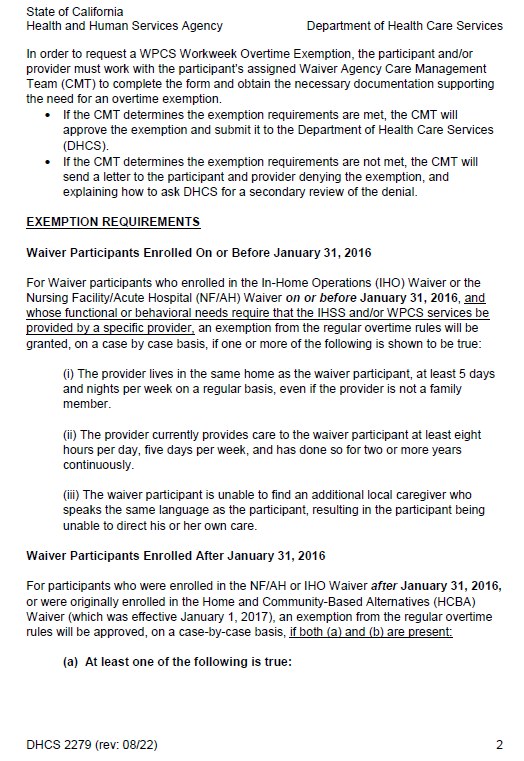 State of California
Health and Human Services Agency Department of Health Care Services
In order to request a WPCS Workweek Overtime Exemption, the participant and/or
provider must work with the participant's assigned Waiver Agency Care Management
Team (CMT) to complete the form and obtain the necessary documentation supporting
the need for an overtime exemption.
• If the CMT determines the exemption requirements are met, the CMT will
approve the exemption and submit it to the Department of Health Care Services
(DHCS).
• If the CMT determines the exemption requirements are not met, the CMT will
send a letter to the participant and provider denying the exemption, and
explaining how to ask DHCS for a secondary review of the denial.
EXEMPTION REQUIREMENTS
Waiver Participants Enrolled On or Before January 31, 2016
For Waiver participants who enrolled in the In-Home Operations (IHO) Waiver or the
Nursing Facility/Acute Hospital (NF/AH) Waiver on or before January 31, 2016, and
whose functional or behavioral needs require that the IHSS and/or WPCS services be
provided by a specific provider, an exemption from the regular overtime rules will be
granted, on a case by case basis, if one or more of the following is shown to be true:
(i) The provider lives in the same home as the waiver participant, at least 5 days
and nights per week on a regular basis, even if the provider is not a family
member.
(ii) The provider currently provides care to the waiver participant at least eight
hours per day, five days per week, and has done so for two or more years
continuously.
(iii) The waiver participant is unable to find an additional local caregiver who
speaks the same language as the participant, resulting in the participant being
unable to direct his or her own care.
Waiver Participants Enrolled After January 31, 2016
For participants who were enrolled in the NF/AH or IHO Waiver after January 31, 2016,
or were originally enrolled in the Home and Community-Based Alternatives (HCBA)
Waiver (which was effective January 1, 2017), an exemption from the regular overtime
rules will be approved, on a case-by-case basis, if both (a) and (b) are present:
(a) At least one of the following is true:
DHCS 2279 (rev: 08/22) 2